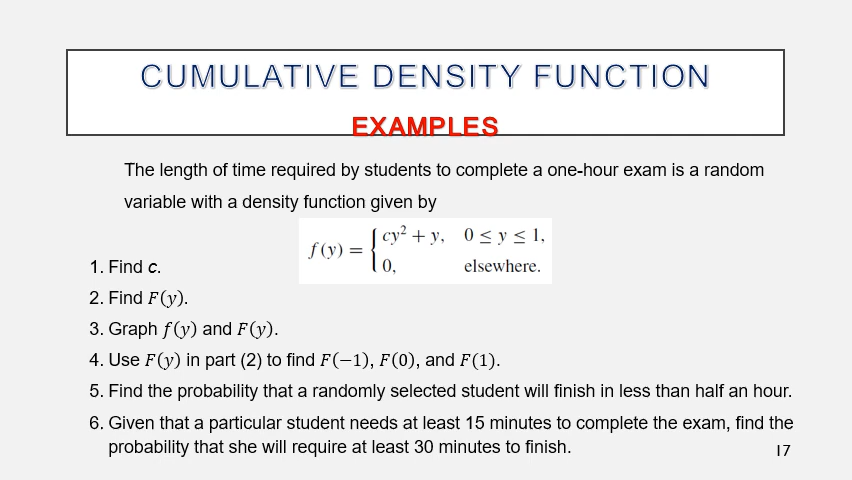 CUMULATIVE DENSITY FUNCTION
EXAMPLES
The length of time required by students to complete a one-hour exam is a random
variable with a density function given by
f(y) = { cy² + y, 0 ≤ y ≤ 1,
0, elsewhere.
1. Find c.
2. Find F(y).
3. Graph f(y) and F(y).
4. Use F(y) in part (2) to find F(−1), F(0), and F(1).
5. Find the probability that a randomly selected student will finish in less than half an hour.
6. Given that a particular student needs at least 15 minutes to complete the exam, find the
probability that she will require at least 30 minutes to finish.
17